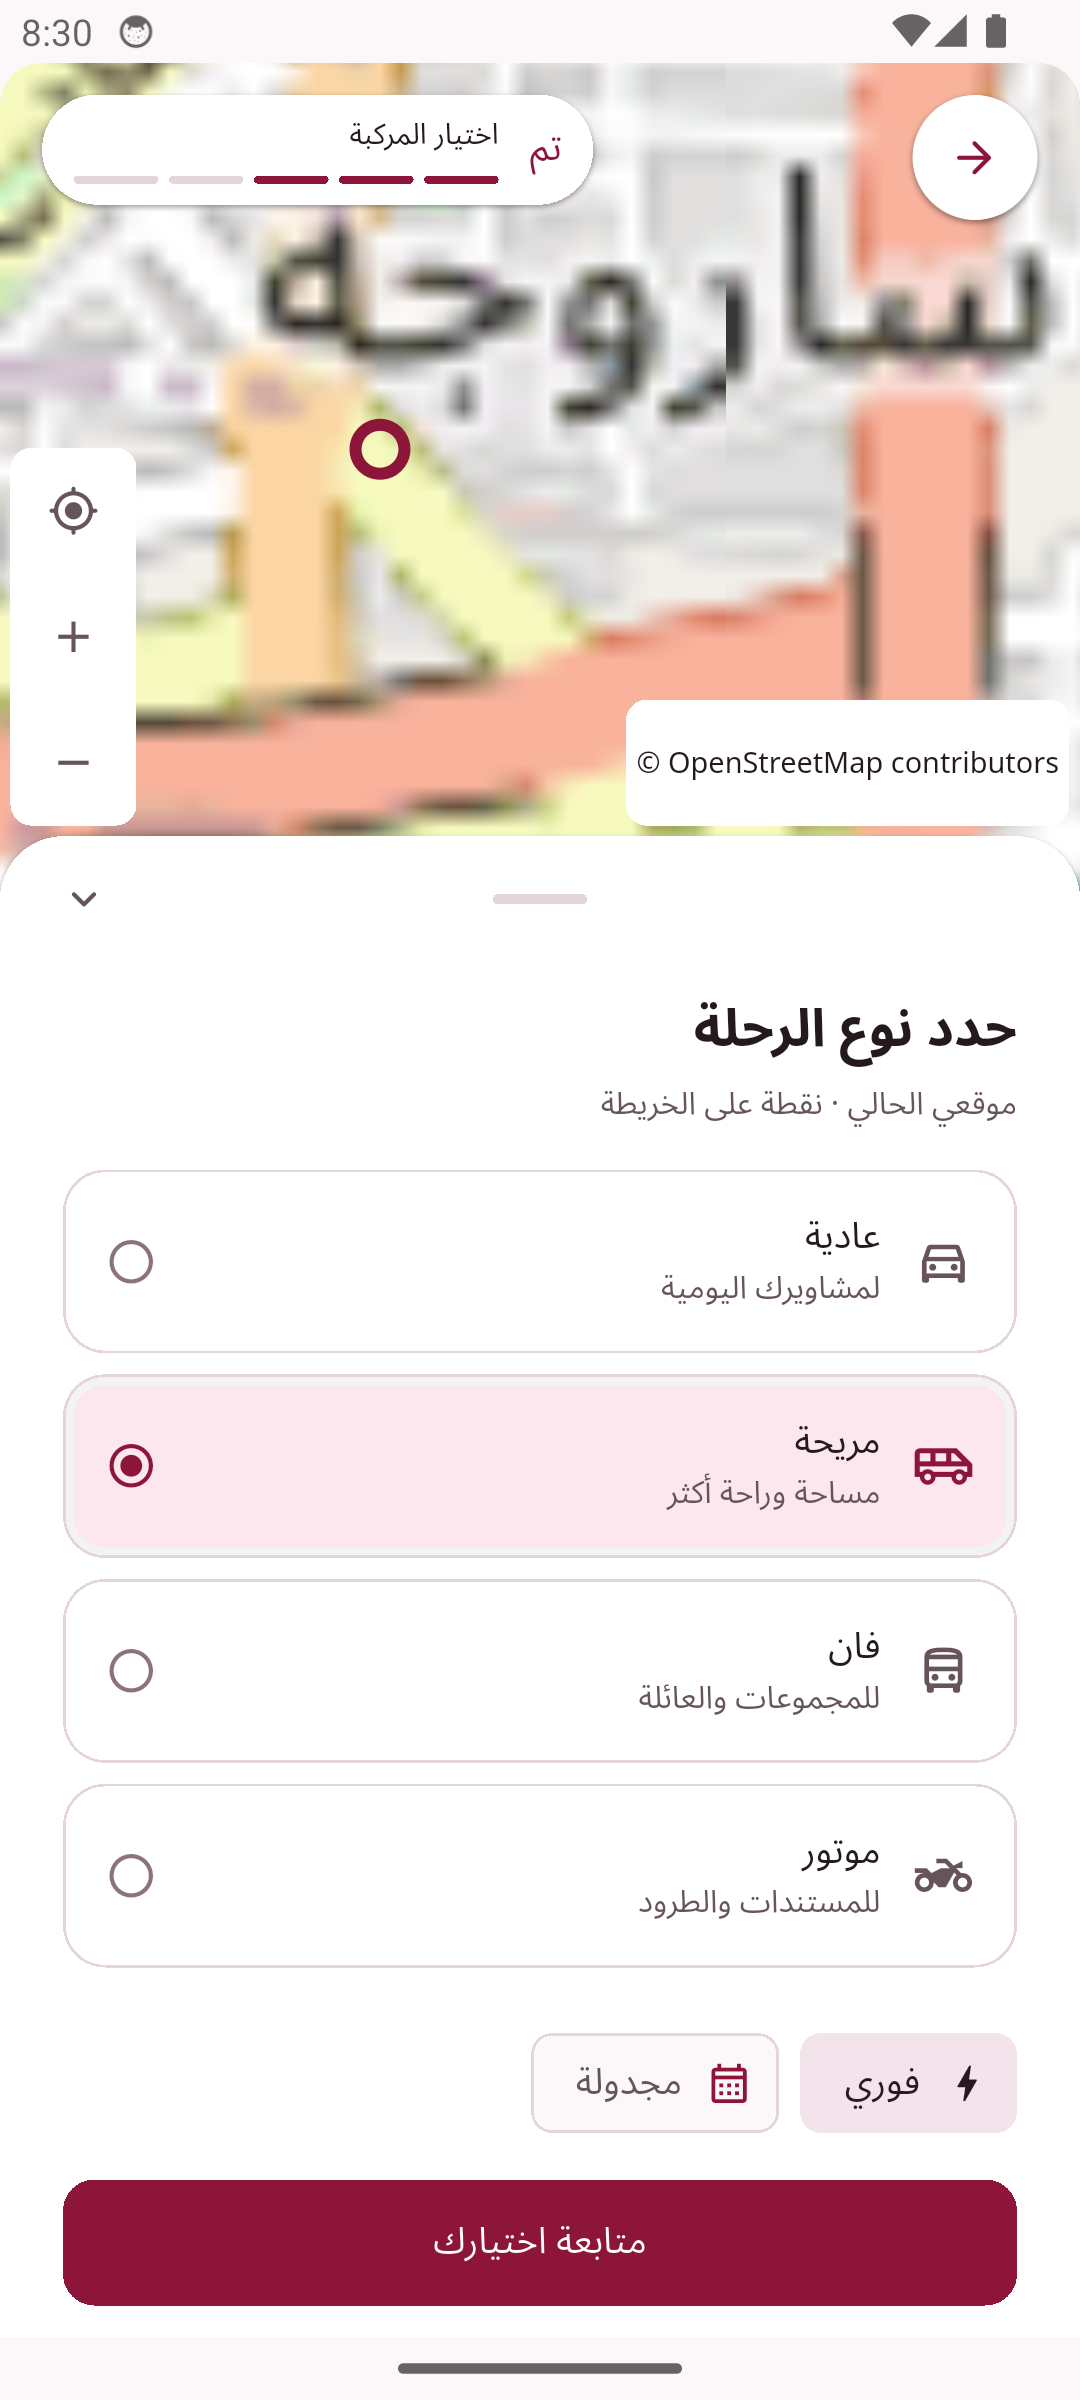 8:30
اختيار المركبة
تم
ساروجة
© OpenStreetMap contributors
حدد نوع الرحلة
موقعي الحالي · نقطة على الخريطة
عادية
لمشاويرك اليومية
مريحة
مساحة وراحة أكثر
فان
للمجموعات والعائلة
موتور
للمستندات والطرود
فوري
مجدولة
متابعة اختيارك